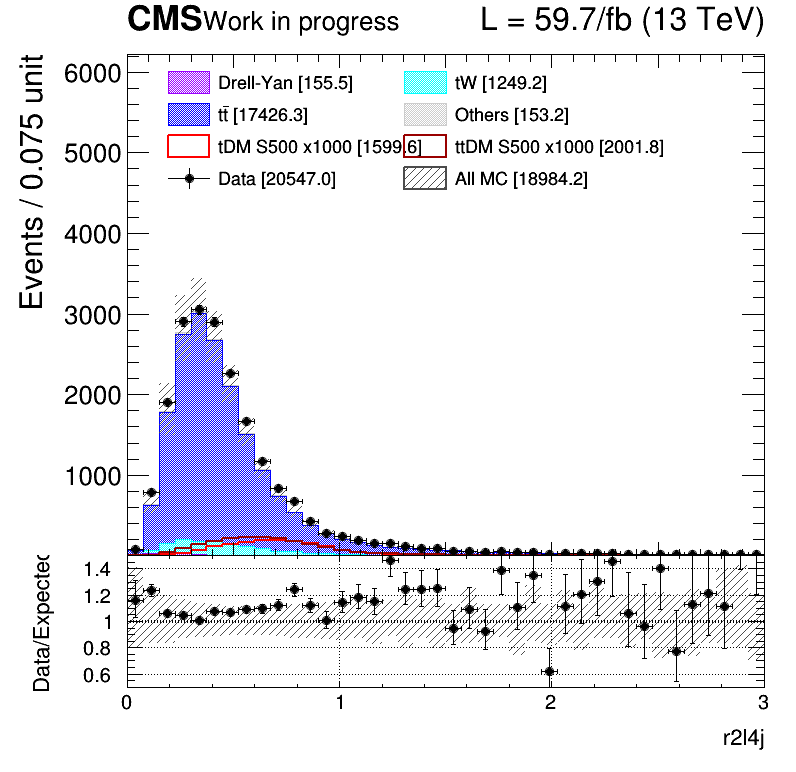 CMS Work in progress L = 59.7/fb (13 TeV)
Events / 0.075 unit
6000
5000
4000
3000
2000
1000
Drell-Yan [155.5] tW [1249.2]
tt̄ [17426.3] Others [153.2]
tDM S500 x1000 [1599.6] ttDM S500 x1000 [2001.8]
Data [20547.0] All MC [18984.2]
Data/Expected
1.4
1.2
1
0.8
0.6
0 1 2 3
r2l4j